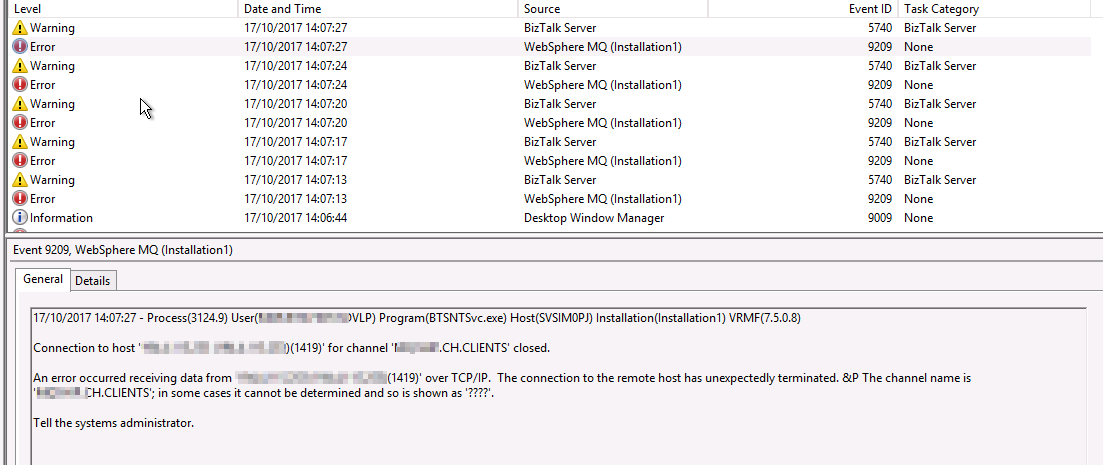 Level Date and Time Source Event ID Task Category
Warning 17/10/2017 14:07:27 BizTalk Server 5740 BizTalk Server
Error 17/10/2017 14:07:27 WebSphere MQ (Installation1) 9209 None
Warning 17/10/2017 14:07:24 BizTalk Server 5740 BizTalk Server
Error 17/10/2017 14:07:24 WebSphere MQ (Installation1) 9209 None
Warning 17/10/2017 14:07:20 BizTalk Server 5740 BizTalk Server
Error 17/10/2017 14:07:20 WebSphere MQ (Installation1) 9209 None
Warning 17/10/2017 14:07:17 BizTalk Server 5740 BizTalk Server
Error 17/10/2017 14:07:17 WebSphere MQ (Installation1) 9209 None
Warning 17/10/2017 14:07:13 BizTalk Server 5740 BizTalk Server
Error 17/10/2017 14:07:13 WebSphere MQ (Installation1) 9209 None
Information 17/10/2017 14:06:44 Desktop Window Manager 9009 None
Event 9209, WebSphere MQ (Installation1)
General Details
17/10/2017 14:07:27 - Process(3124.9) User( DVLP) Program(BTSNTSvc.exe) Host(SVSIM0PJ) Installation(Installation1) VRMF(7.5.0.8)
Connection to host ' )(1419)' for channel ' .CH.CLIENTS' closed.
An error occurred receiving data from ' (1419)' over TCP/IP. The connection to the remote host has unexpectedly terminated. &P The channel name is
' CH.CLIENTS'; in some cases it cannot be determined and so is shown as '????'.
Tell the systems administrator.